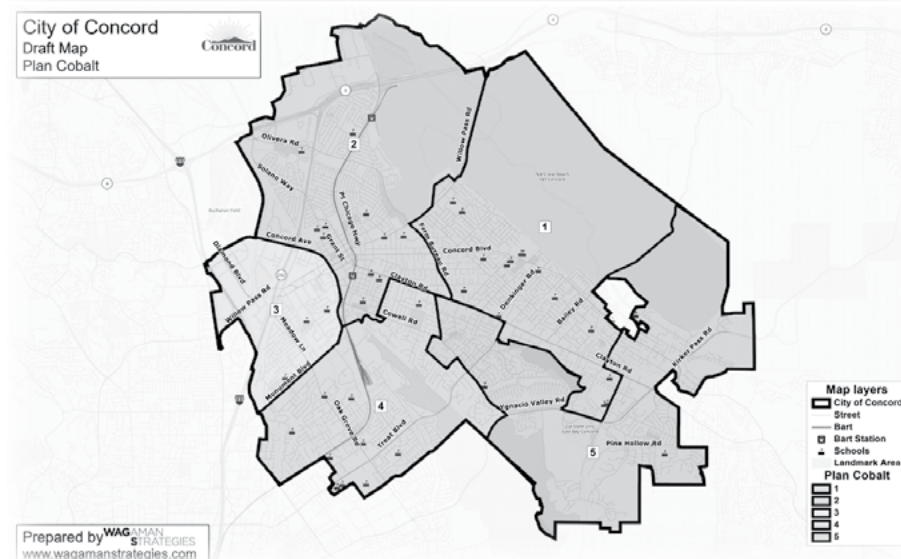 City of Concord
Draft Map
Plan Cobalt
Concord
Olivera Rd
Solano Way
2
Willow Pass Rd
Pt Chicago Hwy
Grant St
Farm Bureau Rd
1
Concord Ave
Concord Blvd
Diamond Blvd
Clayton Rd
Denkinger Rd
Bailey Rd
Willow Pass Rd
3
Meadow Ln
Cowell Rd
Clayton Rd
Kirker Pass Rd
Monument Blvd
Oak Grove Rd
4
Treat Blvd
Ygnacio Valley Rd
5
Pine Hollow Rd
Map layers
City of Concord
Street
Bart
Bart Station
Schools
Landmark Area
Plan Cobalt
1
2
3
4
5
Prepared by WAGAMAN
STRATEGIES
www.wagamanstrategies.com